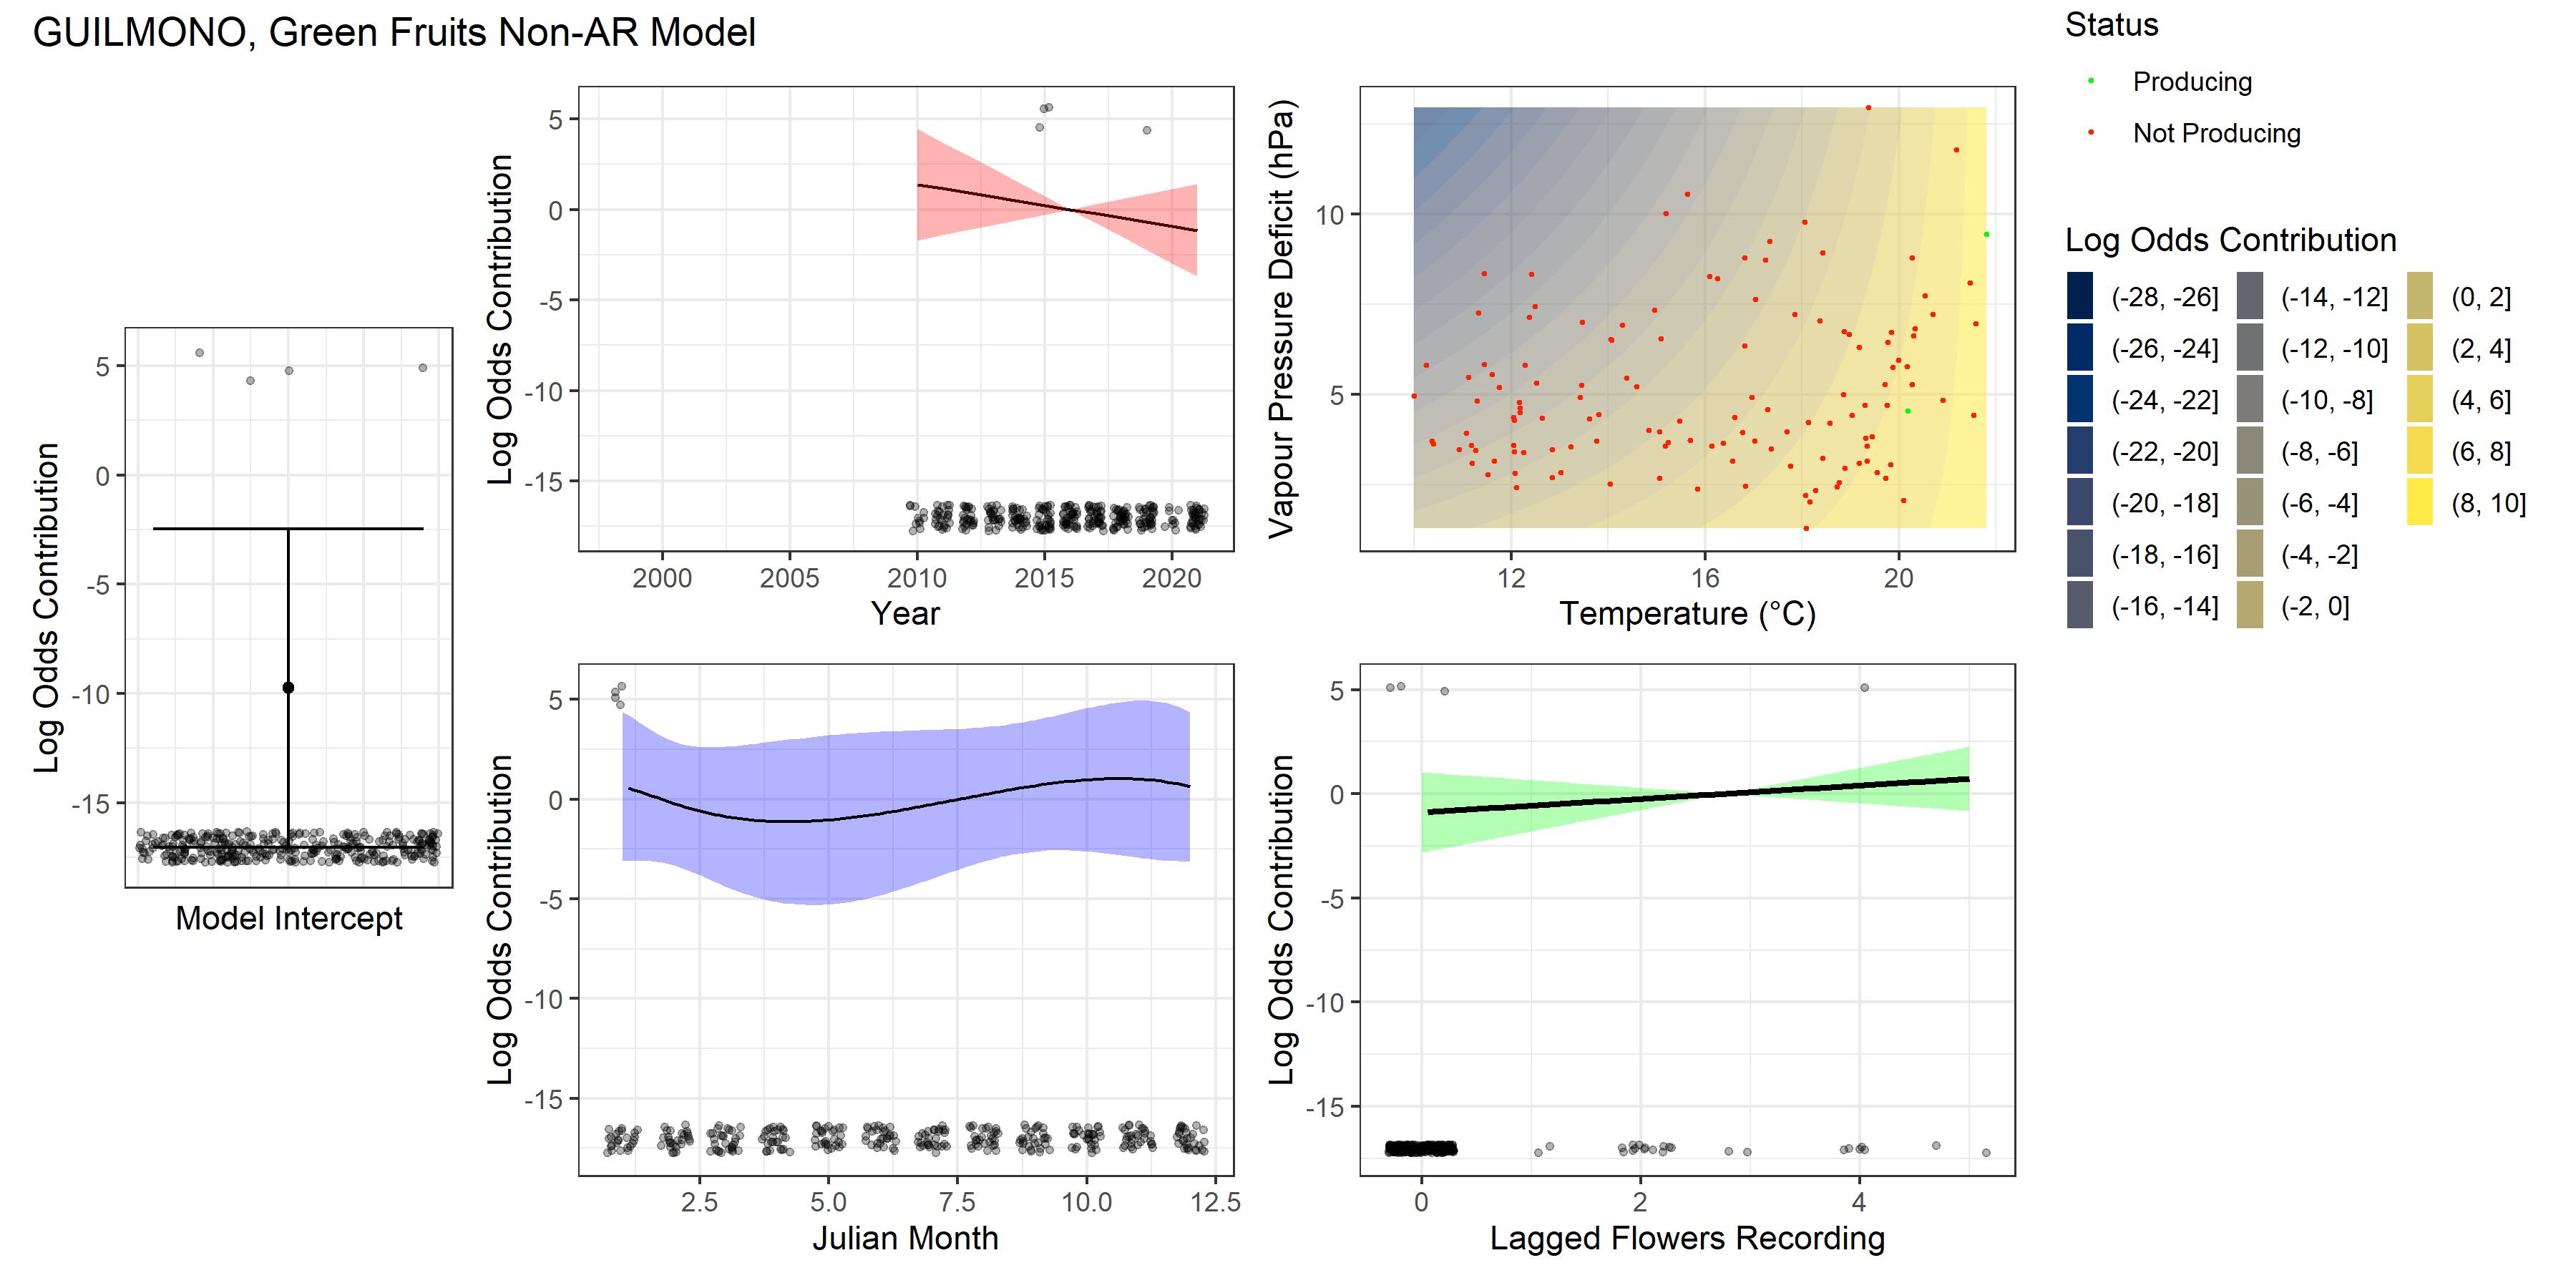 GUILMONO, Green Fruits Non-AR Model
Log Odds Contribution
5
0
-5
-10
-15
Model Intercept
Log Odds Contribution
5
0
-5
-10
-15
2000 2005 2010 2015 2020
Year
Vapour Pressure Deficit (hPa)
10
5
12 16 20
Temperature (°C)
Log Odds Contribution
5
0
-5
-10
-15
2.5 5.0 7.5 10.0 12.5
Julian Month
Log Odds Contribution
5
0
-5
-10
-15
0 2 4
Lagged Flowers Recording
Status
Producing
Not Producing
Log Odds Contribution
(-28, -26] (-14, -12] (0, 2]
(-26, -24] (-12, -10] (2, 4]
(-24, -22] (-10, -8] (4, 6]
(-22, -20] (-8, -6] (6, 8]
(-20, -18] (-6, -4] (8, 10]
(-18, -16] (-4, -2]
(-16, -14] (-2, 0]